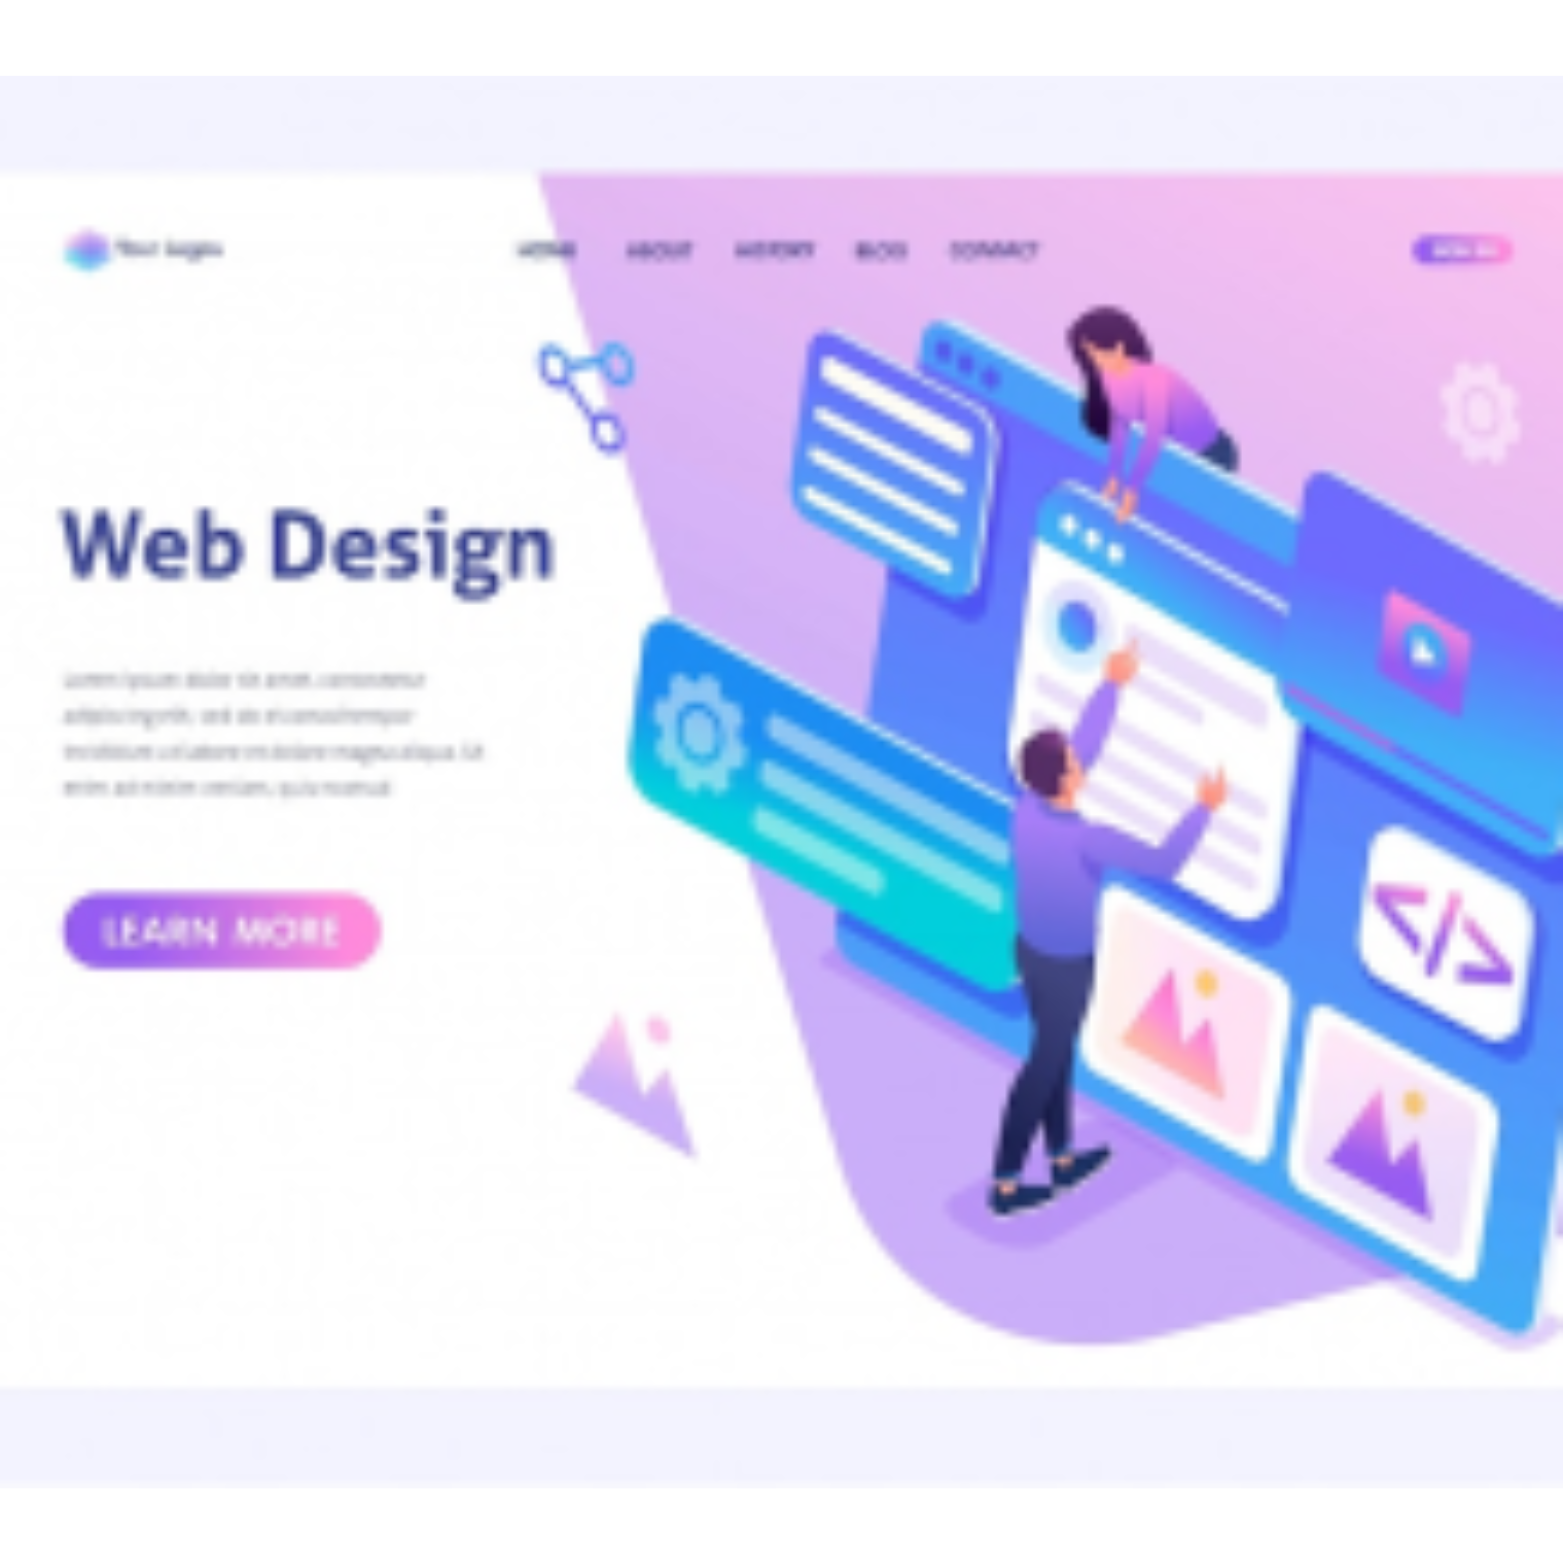 Your Logo
HOME ABOUT HISTORY BLOG CONTACT
Web Design
Lorem ipsum dolor sit amet, consectetur
adipiscing elit, sed do eiusmod tempor
incididunt ut labore et dolore magna aliqua. Ut
enim ad minim veniam, quis nostrud
LEARN MORE